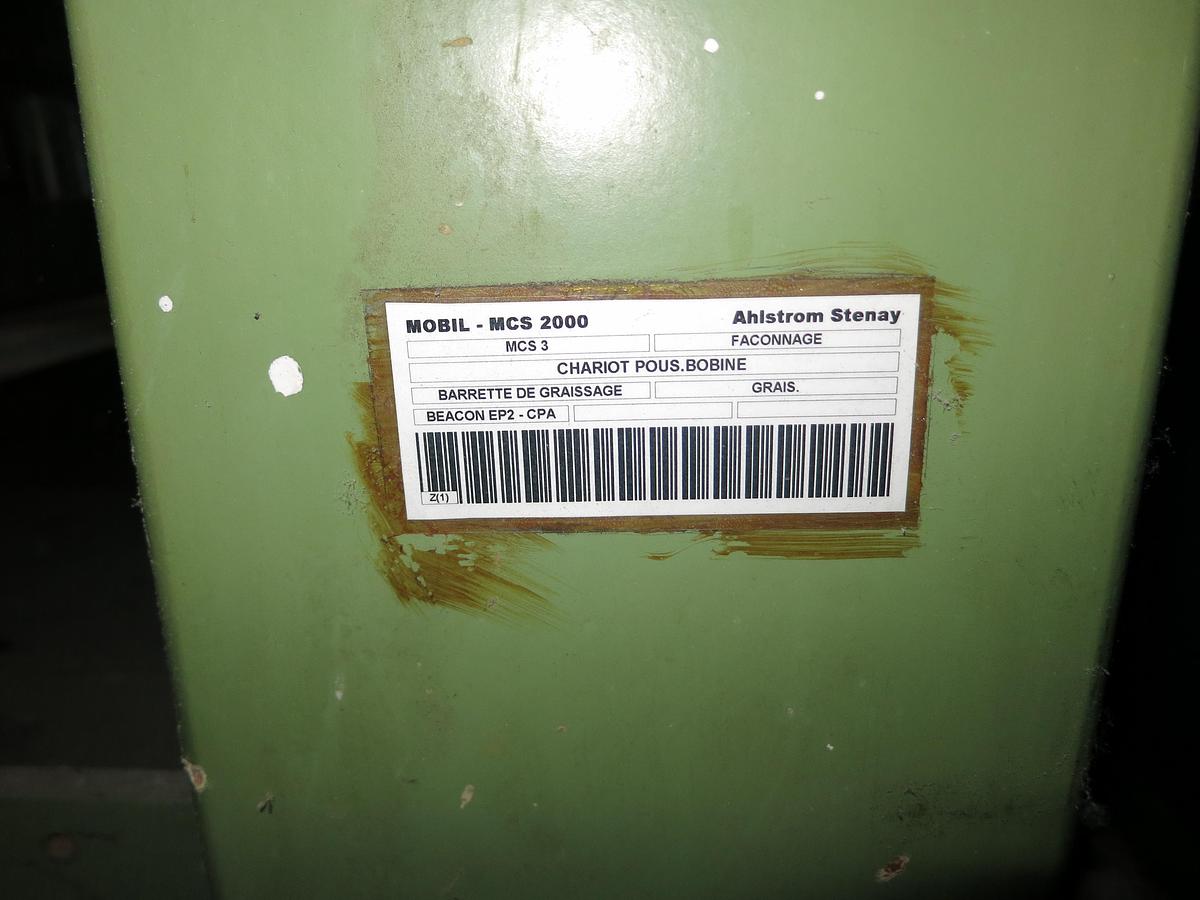 MOBIL - MCS 2000 Ahlstrom Stenay
MCS 3 FACONNAGE
CHARIOT POUS.BOBINE
BARRETTE DE GRAISSAGE GRAIS.
BEACON EP2 - CPA
Z(1)